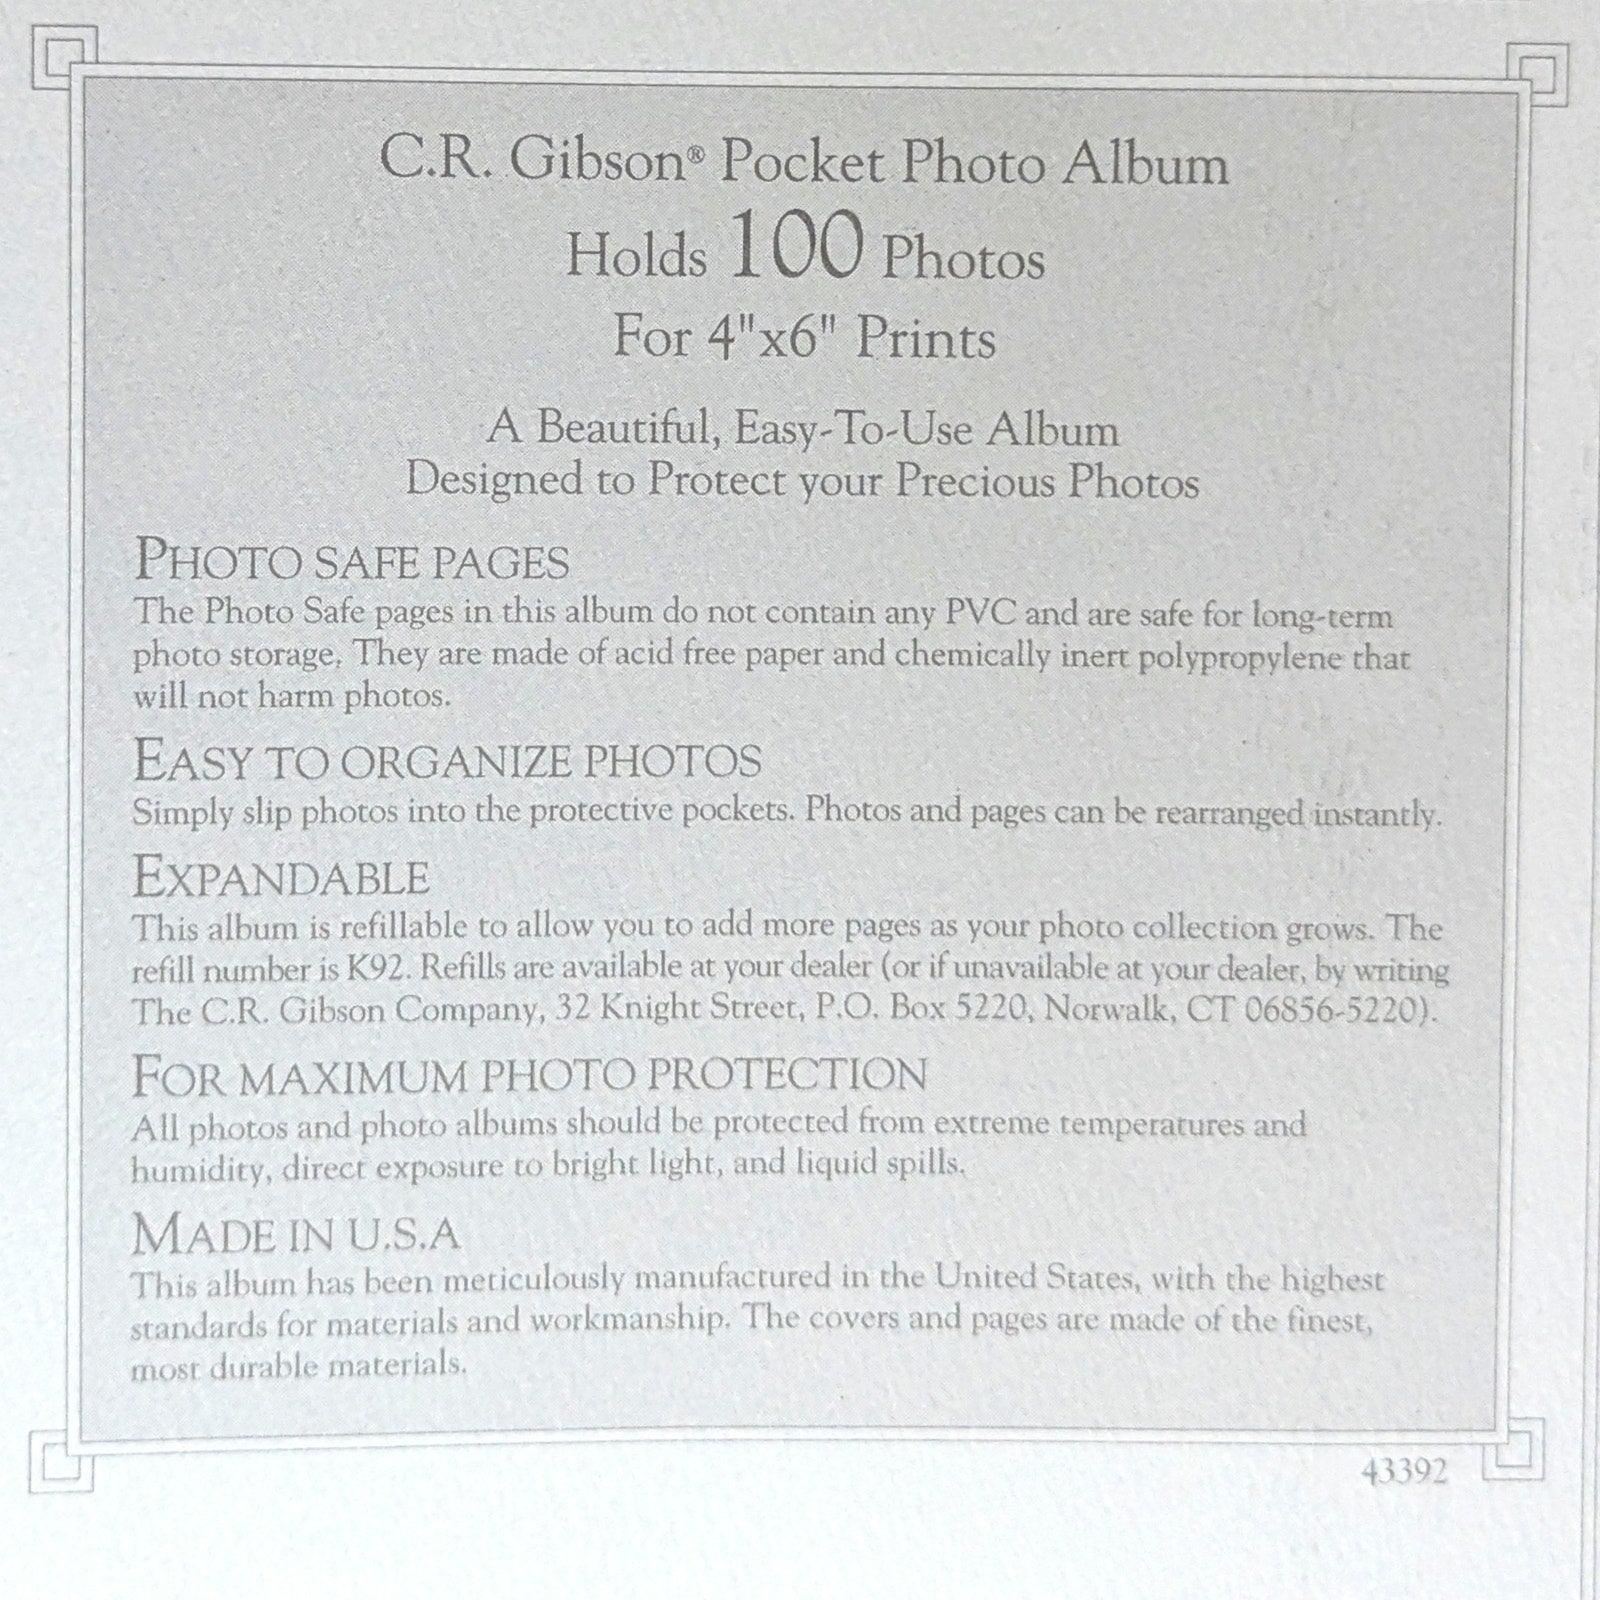 C.R. Gibson® Pocket Photo Album
Holds 100 Photos
For 4"x6" Prints
A Beautiful, Easy-To-Use Album
Designed to Protect your Precious Photos
PHOTO SAFE PAGES
The Photo Safe pages in this album do not contain any PVC and are safe for long-term
photo storage. They are made of acid free paper and chemically inert polypropylene that
will not harm photos.
EASY TO ORGANIZE PHOTOS
Simply slip photos into the protective pockets. Photos and pages can be rearranged instantly.
EXPANDABLE
This album is refillable to allow you to add more pages as your photo collection grows. The
refill number is K92. Refills are available at your dealer (or if unavailable at your dealer, by writing
The C.R. Gibson Company, 32 Knight Street, P.O. Box 5220, Norwalk, CT 06856-5220).
FOR MAXIMUM PHOTO PROTECTION
All photos and photo albums should be protected from extreme temperatures and
humidity, direct exposure to bright light, and liquid spills.
MADE IN U.S.A
This album has been meticulously manufactured in the United States, with the highest
standards for materials and workmanship. The covers and pages are made of the finest,
most durable materials.
43392